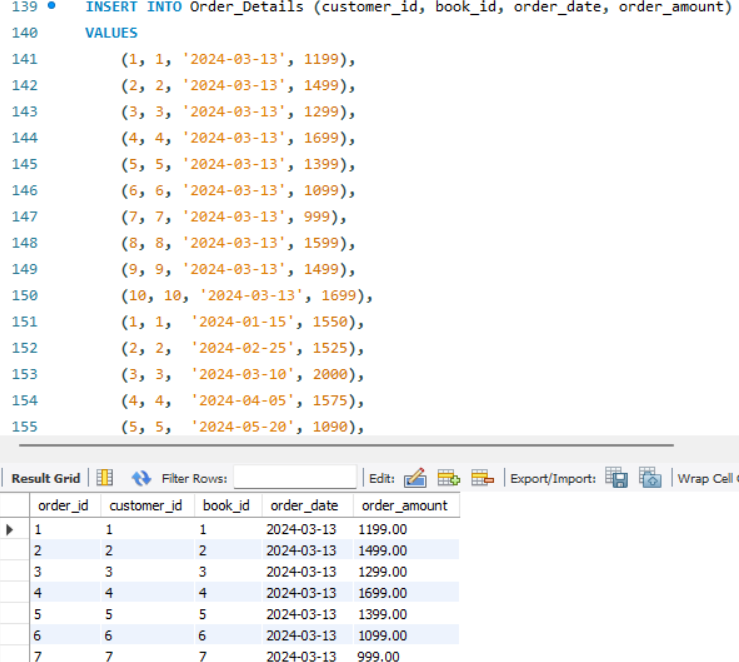 139 INSERT INTO Order_Details (customer_id, book_id, order_date, order_amount)
140 VALUES
141 (1, 1, '2024-03-13', 1199),
142 (2, 2, '2024-03-13', 1499),
143 (3, 3, '2024-03-13', 1299),
144 (4, 4, '2024-03-13', 1699),
145 (5, 5, '2024-03-13', 1399),
146 (6, 6, '2024-03-13', 1099),
147 (7, 7, '2024-03-13', 999),
148 (8, 8, '2024-03-13', 1599),
149 (9, 9, '2024-03-13', 1499),
150 (10, 10, '2024-03-13', 1699),
151 (1, 1,  '2024-01-15', 1550),
152 (2, 2,  '2024-02-25', 1525),
153 (3, 3,  '2024-03-10', 2000),
154 (4, 4,  '2024-04-05', 1575),
155 (5, 5,  '2024-05-20', 1090),
Result Grid Filter Rows: Edit: Export/Import: Wrap Cell C
order_id customer_id book_id order_date order_amount
1 1 1 2024-03-13 1199.00
2 2 2 2024-03-13 1499.00
3 3 3 2024-03-13 1299.00
4 4 4 2024-03-13 1699.00
5 5 5 2024-03-13 1399.00
6 6 6 2024-03-13 1099.00
7 7 7 2024-03-13 999.00